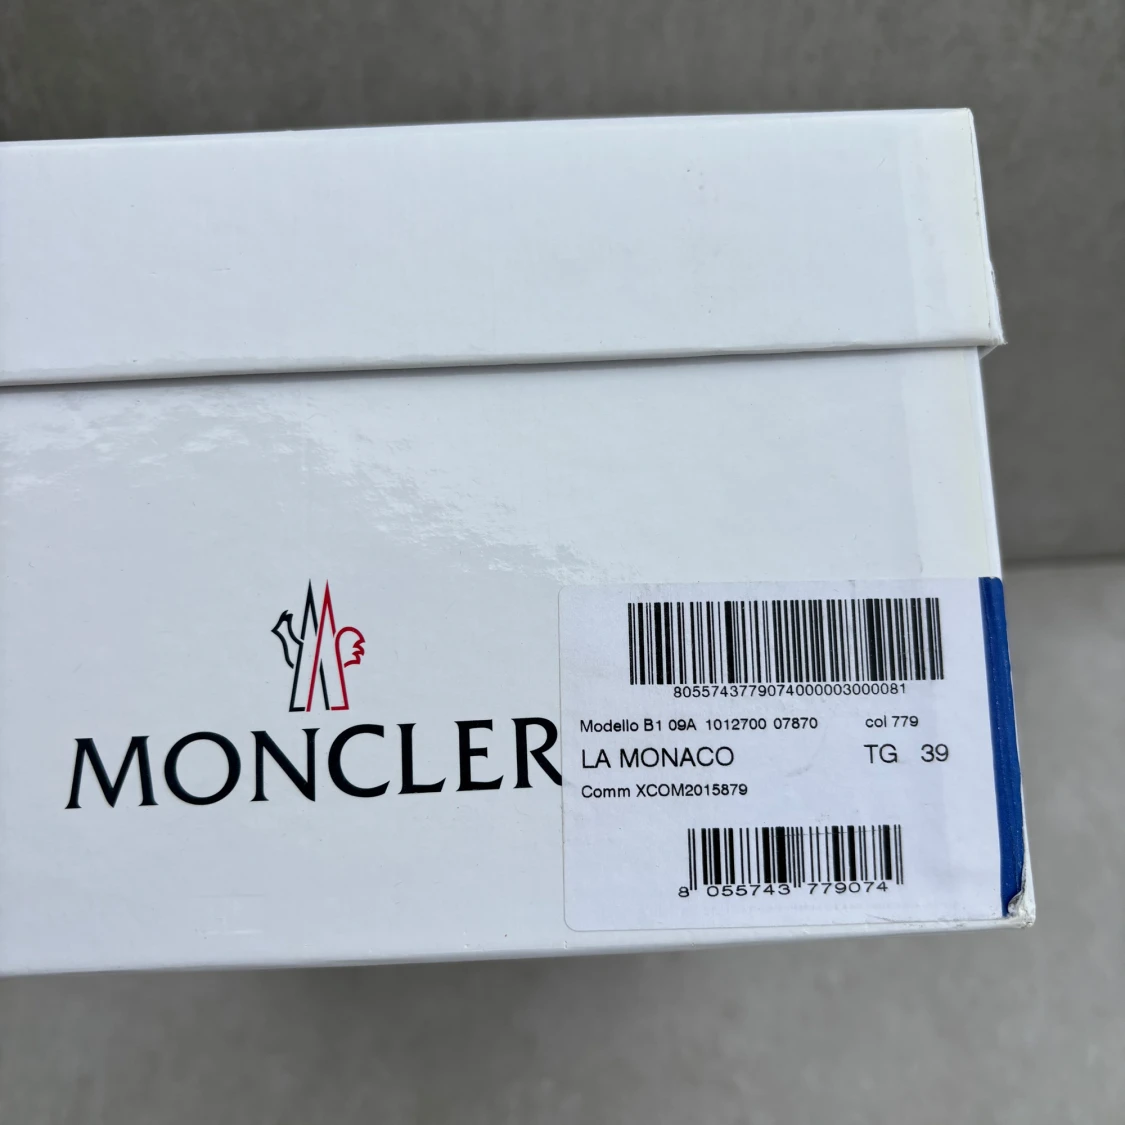 MONCLER
8055743779074000003000081
Modello B1 09A 1012700 07870 col 779
LA MONACO TG 39
Comm XCOM2015879
8 055743 779074